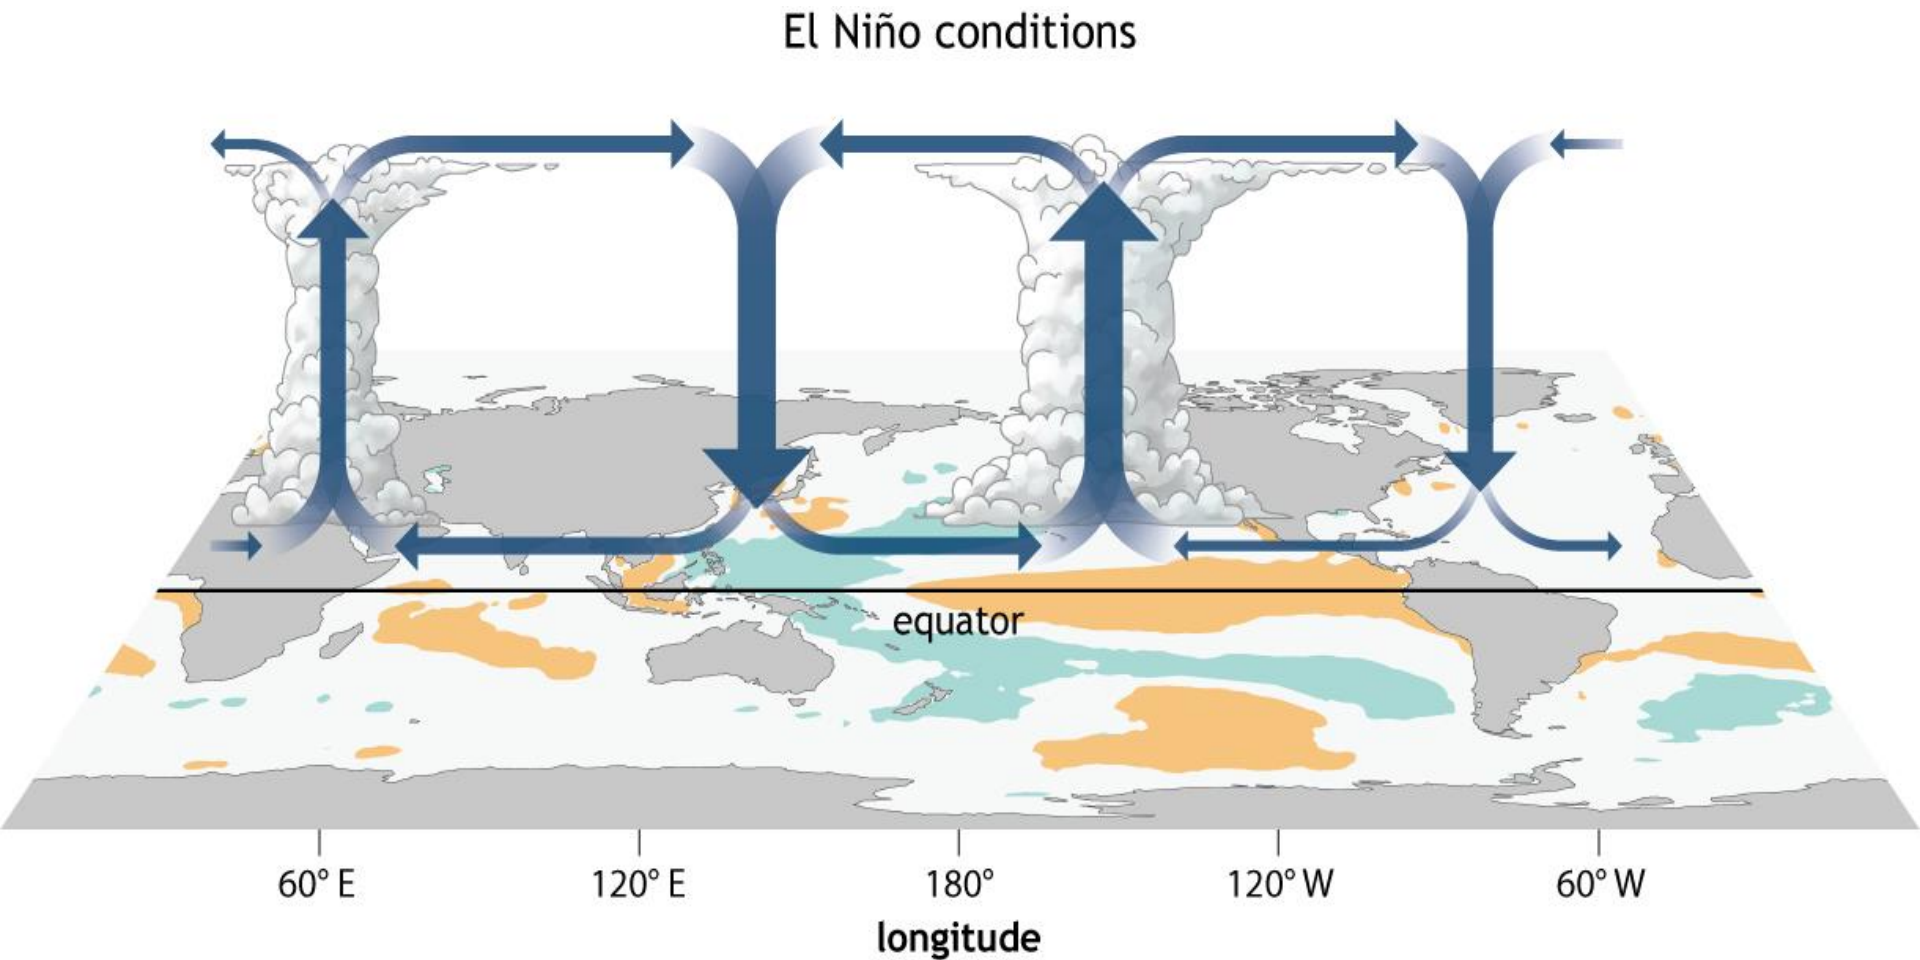 El Niño conditions
equator
60° E
120° E
180°
120° W
60° W
longitude